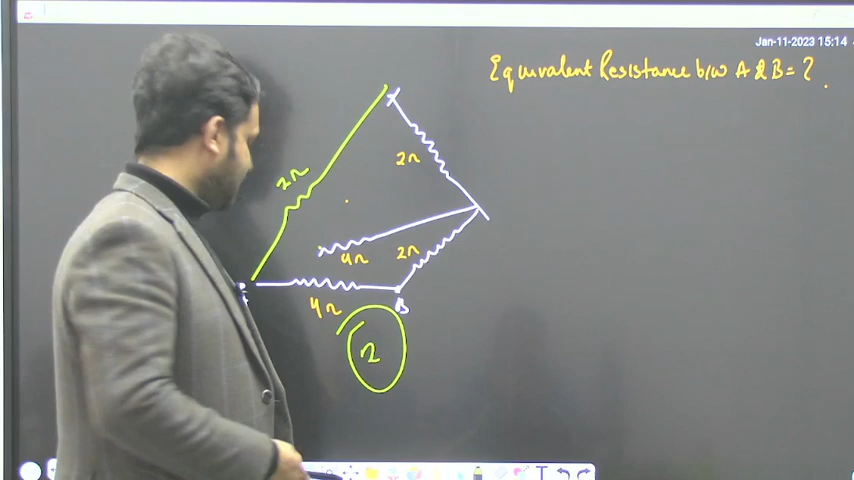 Jan-11-2023 15:14
Equivalent Resistance b/w A & B = ?
2Ω
2Ω
4Ω
2Ω
4Ω
B
2